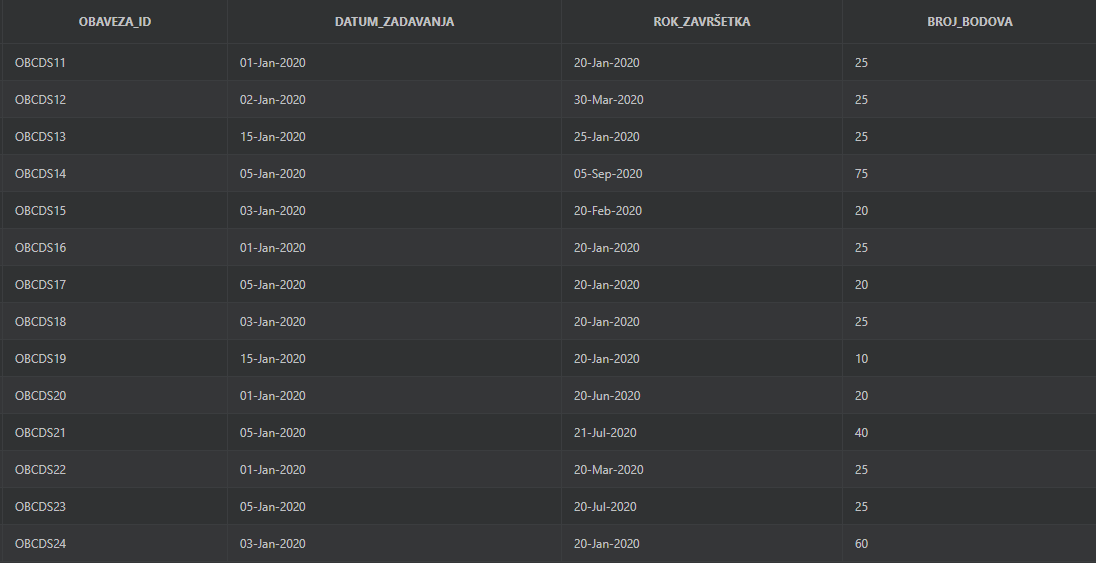 OBAVEZA_ID DATUM_ZADAVANJA ROK_ZAVRŠETKA BROJ_BODOVA
OBCDS11 01-Jan-2020 20-Jan-2020 25
OBCDS12 02-Jan-2020 30-Mar-2020 25
OBCDS13 15-Jan-2020 25-Jan-2020 25
OBCDS14 05-Jan-2020 05-Sep-2020 75
OBCDS15 03-Jan-2020 20-Feb-2020 20
OBCDS16 01-Jan-2020 20-Jan-2020 25
OBCDS17 05-Jan-2020 20-Jan-2020 20
OBCDS18 03-Jan-2020 20-Jan-2020 25
OBCDS19 15-Jan-2020 20-Jan-2020 10
OBCDS20 01-Jan-2020 20-Jun-2020 20
OBCDS21 05-Jan-2020 21-Jul-2020 40
OBCDS22 01-Jan-2020 20-Mar-2020 25
OBCDS23 05-Jan-2020 20-Jul-2020 25
OBCDS24 03-Jan-2020 20-Jan-2020 60